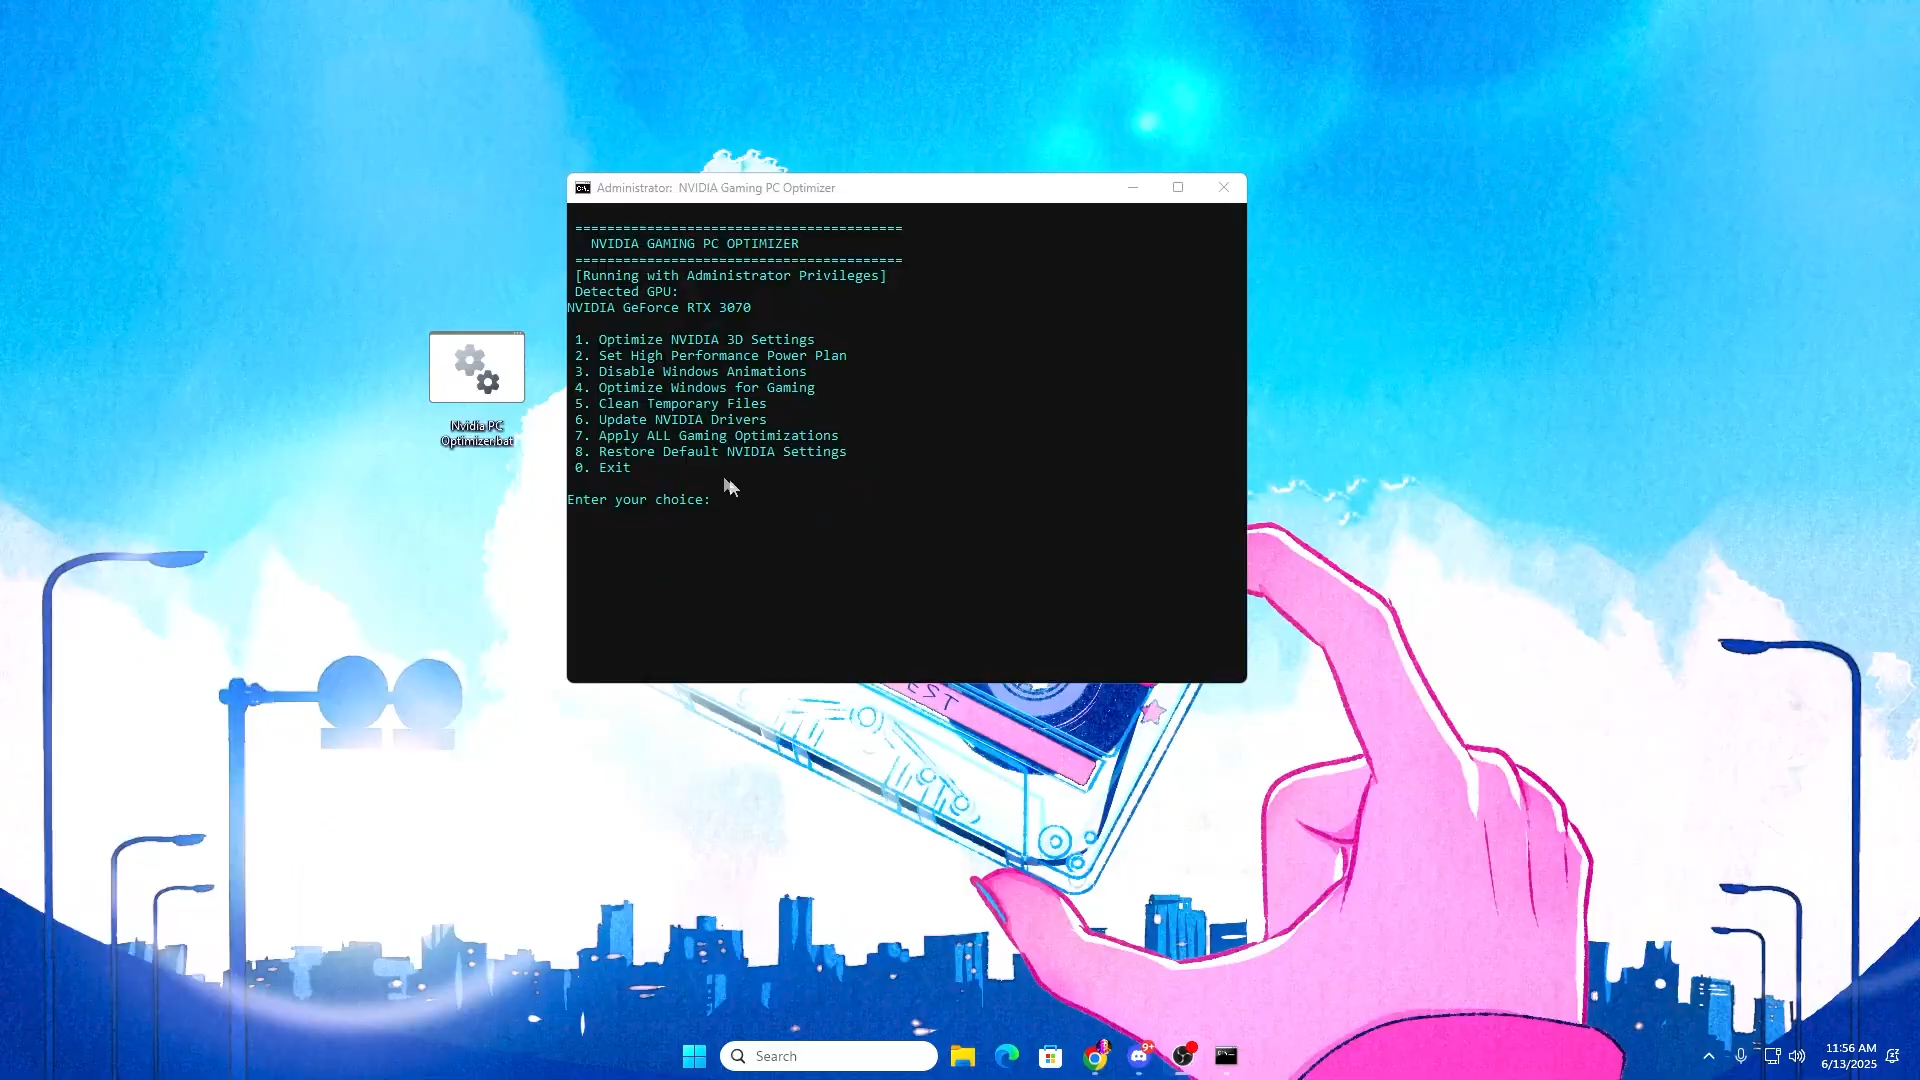 Administrator:  NVIDIA Gaming PC Optimizer
=========================================
NVIDIA GAMING PC OPTIMIZER
=========================================
[Running with Administrator Privileges]
Detected GPU:
NVIDIA GeForce RTX 3070
1. Optimize NVIDIA 3D Settings
2. Set High Performance Power Plan
3. Disable Windows Animations
4. Optimize Windows for Gaming
5. Clean Temporary Files
6. Update NVIDIA Drivers
7. Apply ALL Gaming Optimizations
8. Restore Default NVIDIA Settings
0. Exit
Enter your choice:
Nvidia PC
Optimizer.bat
EST
Search
9+
11:56 AM
6/13/2025